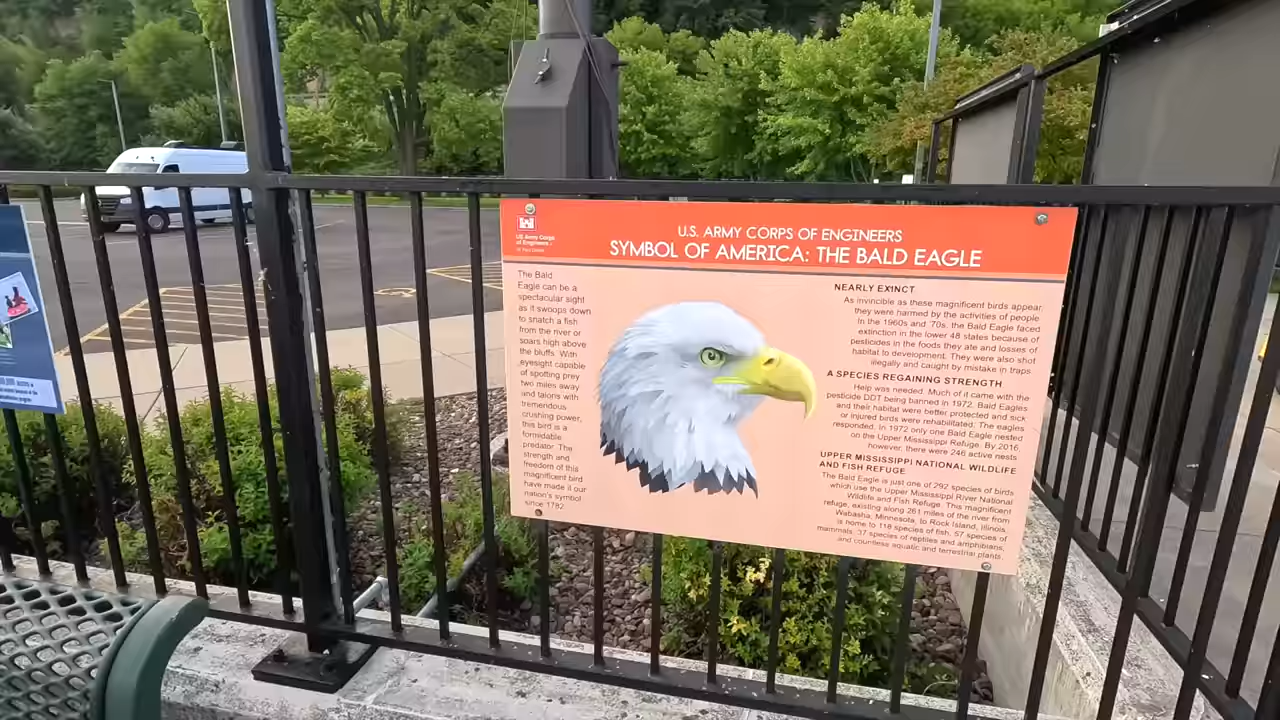 US Army Corps
of Engineers
U.S. ARMY CORPS OF ENGINEERS
SYMBOL OF AMERICA: THE BALD EAGLE
The Bald
Eagle can be a
spectacular sight
as it swoops down
to snatch a fish
from the river or
soars high above
the bluffs. With
eyesight capable
of spotting prey
two miles away
and talons with
tremendous
crushing power,
this bird is a
formidable
predator. The
strength and
freedom of this
magnificent bird
have made it our
nation's symbol
since 1782.
NEARLY EXINCT
As invincible as these magnificent birds appear,
they were harmed by the activities of people.
In the 1960s and '70s, the Bald Eagle faced
extinction in the lower 48 states because of
pesticides in the foods they ate and losses of
habitat to development. They were also shot
illegally and caught by mistake in traps.
A SPECIES REGAINING STRENGTH
Help was needed. Much of it came with the
pesticide DDT being banned in 1972. Bald Eagles
and their habitat were better protected and sick
or injured birds were rehabilitated. The eagles
responded. In 1972 only one Bald Eagle nested
on the Upper Mississippi Refuge. By 2016,
however, there were 246 active nests.
UPPER MISSISSIPPI NATIONAL WILDLIFE
AND FISH REFUGE
The Bald Eagle is just one of 292 species of birds
which use the Upper Mississippi River National
Wildlife and Fish Refuge. This magnificent
refuge, existing along 261 miles of the river from
Wabasha, Minnesota, to Rock Island, Illinois,
is home to 118 species of fish, 57 species of
mammals, 37 species of reptiles and amphibians,
and countless aquatic and terrestrial plants.